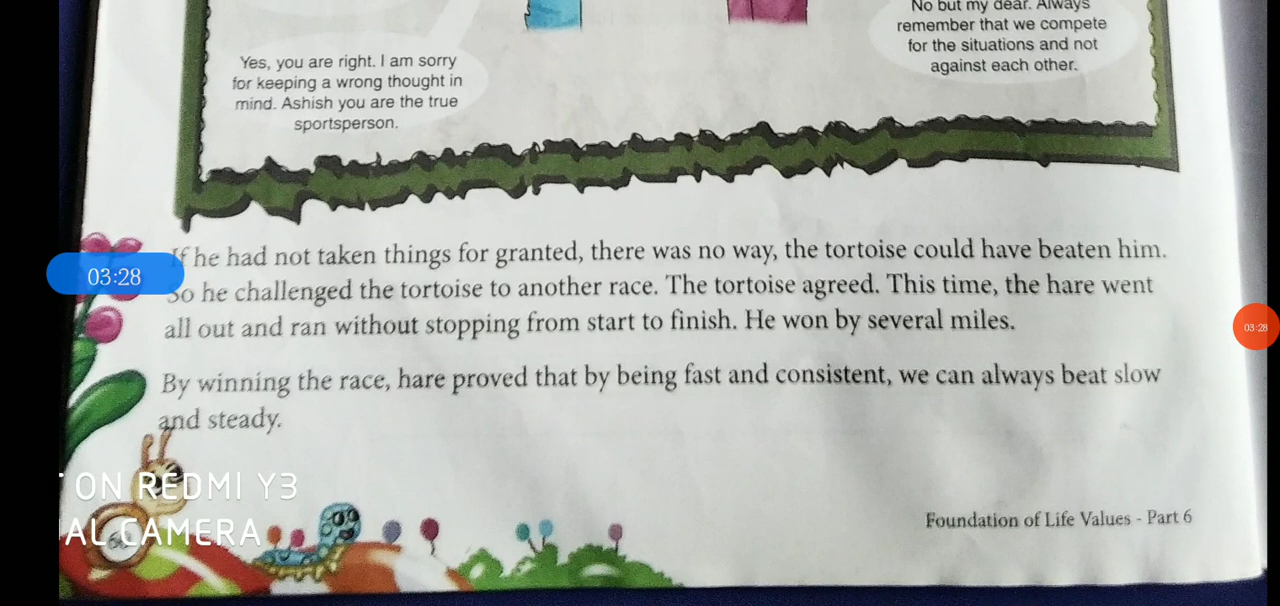 No but my dear. Always
remember that we compete
for the situations and not
against each other.
Yes, you are right. I am sorry
for keeping a wrong thought in
mind. Ashish you are the true
sportsperson.
If he had not taken things for granted, there was no way, the tortoise could have beaten him.
So he challenged the tortoise to another race. The tortoise agreed. This time, the hare went
all out and ran without stopping from start to finish. He won by several miles.
By winning the race, hare proved that by being fast and consistent, we can always beat slow
and steady.
03:28
03:28
ON REDMI Y3
AL CAMERA
Foundation of Life Values - Part 6